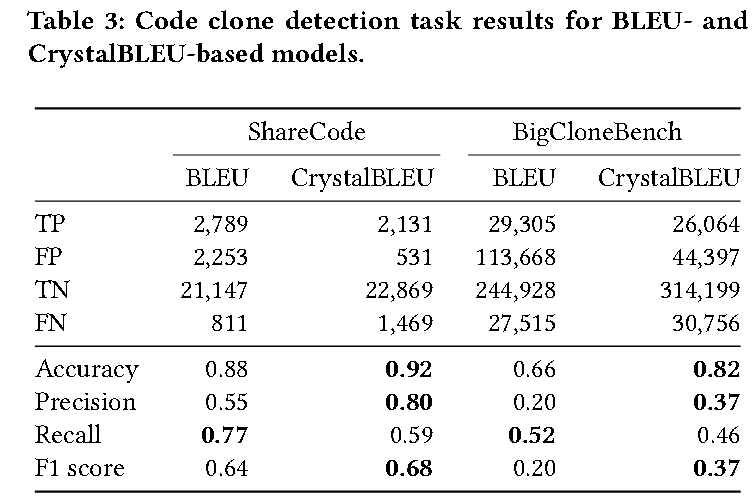 Table 3: Code clone detection task results for BLEU- and
CrystalBLEU-based models.
ShareCode BigCloneBench
BLEU CrystalBLEU BLEU CrystalBLEU
TP 2,789 2,131 29,305 26,064
FP 2,253 531 113,668 44,397
TN 21,147 22,869 244,928 314,199
FN 811 1,469 27,515 30,756
Accuracy 0.88 0.92 0.66 0.82
Precision 0.55 0.80 0.20 0.37
Recall 0.77 0.59 0.52 0.46
F1 score 0.64 0.68 0.20 0.37